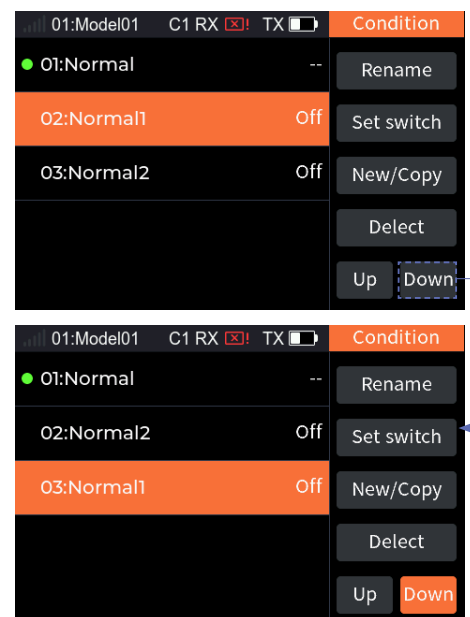 01:Model01 C1 RX ! TX Condition
01:Normal -- Rename
02:Normal1 Off Set switch
03:Normal2 Off New/Copy
Delect
Up Down
01:Model01 C1 RX ! TX Condition
01:Normal -- Rename
02:Normal2 Off Set switch
03:Normal1 Off New/Copy
Delect
Up Down